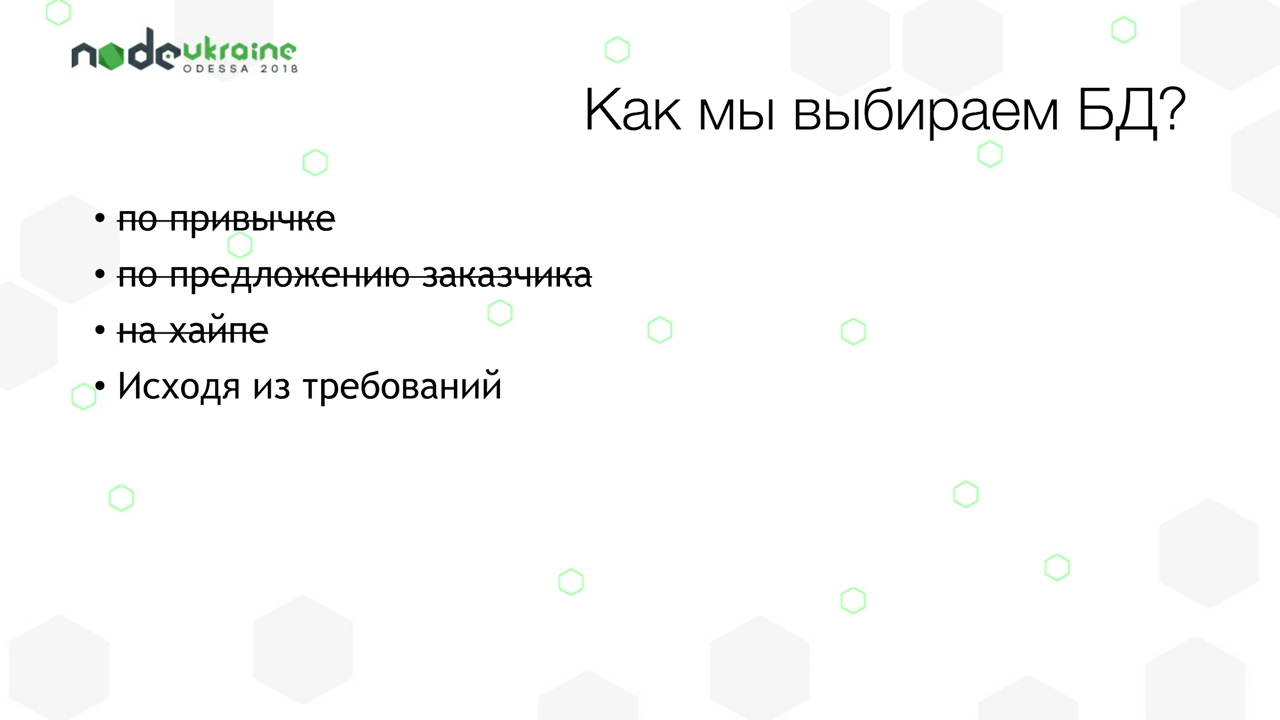 nodeukraine
ODESSA 2018
Как мы выбираем БД?
• по привычке
• по предложению заказчика
• на хайпе
• Исходя из требований